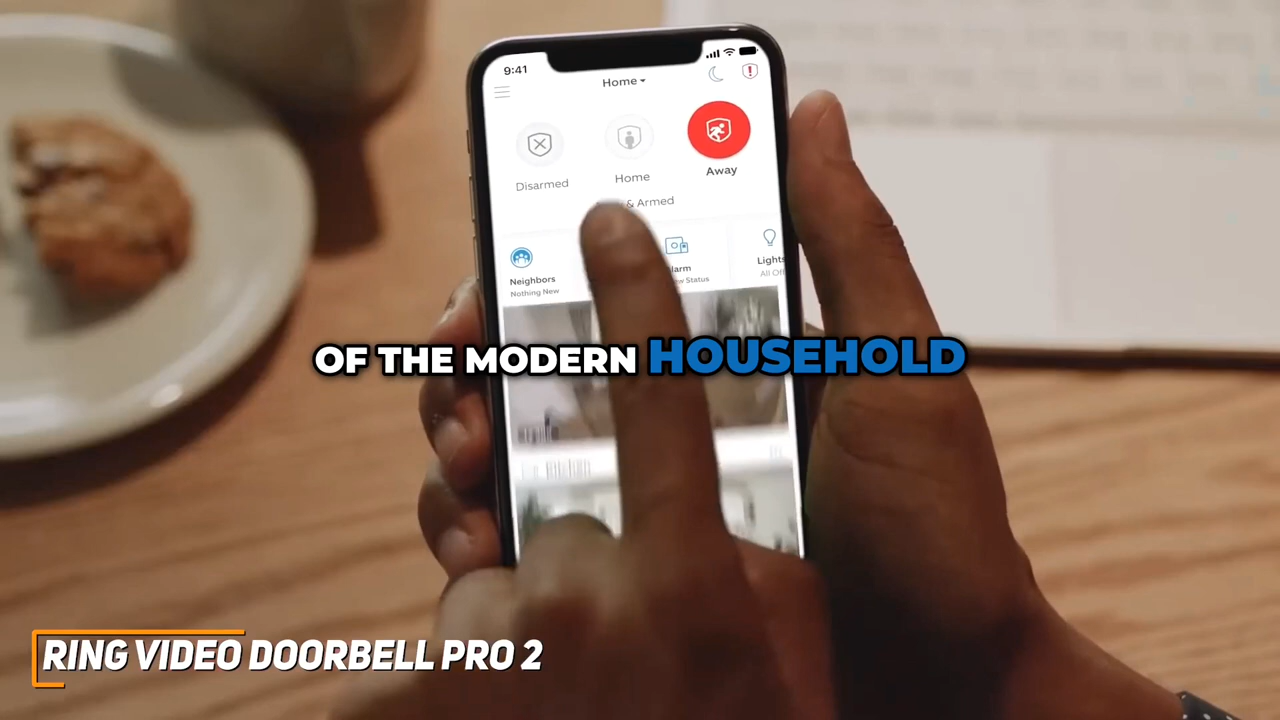 9:41
Home
Disarmed
Home
Away
& Armed
Neighbors
Nothing New
Lights
Status
OF THE MODERN HOUSEHOLD
RING VIDEO DOORBELL PRO 2